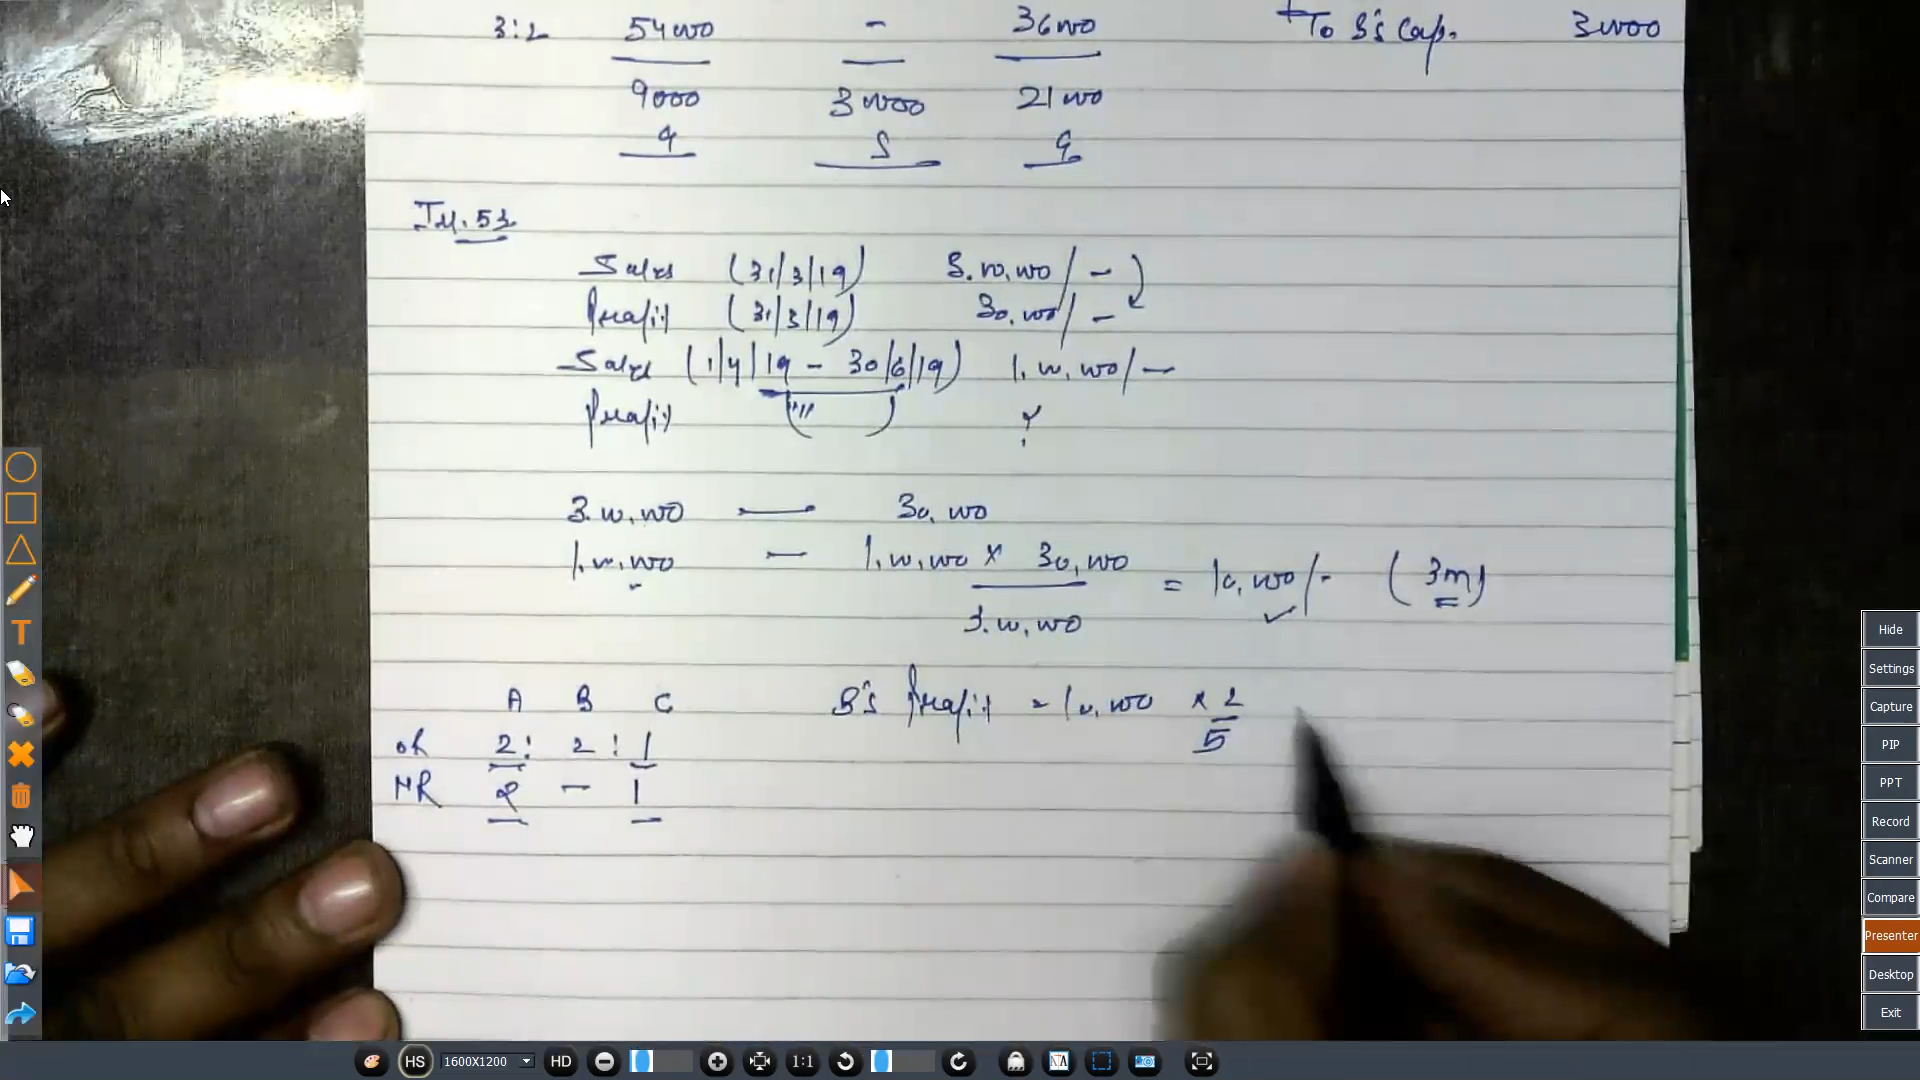 3:2 54000 - 36000 To B's Cap. 30000
9000 30000 21000
Ill. 53
Sales (31/3/19) 3,00,000/-
Profit (31/3/19) 30,000/-
Sales (1/4/19 - 30/6/19) 1,00,000/-
Profit ( "" ) ?
3,00,000 — 30,000
1,00,000 — 1,00,000 x 30,000 = 10,000/- (3m)
3,00,000
A B C B's Profit = 10,000 x 2
OR 2: 2 : 1 5
NR 2 - 1
Hide
Settings
Capture
PIP
PPT
Record
Scanner
Compare
Presenter
Desktop
Exit
HS 1600X1200 HD 1:1